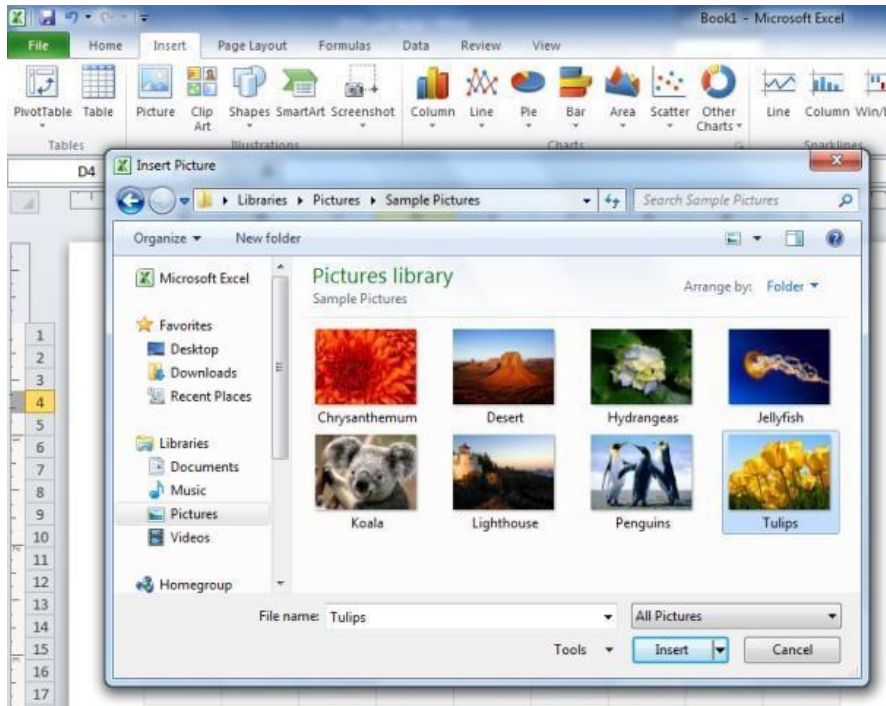 Book1 - Microsoft Excel
File Home Insert Page Layout Formulas Data Review View
PivotTable Table Picture Clip Art Shapes SmartArt Screenshot Column Line Pie Bar Area Scatter Other Charts Line Column Win/
Tables Illustrations Charts Sparklines
D4
Insert Picture
Libraries Pictures Sample Pictures Search Sample Pictures
Organize New folder
Microsoft Excel
Favorites
Desktop
Downloads
Recent Places
Libraries
Documents
Music
Pictures
Videos
Homegroup
Pictures library
Sample Pictures
Arrange by: Folder
Chrysanthemum Desert Hydrangeas Jellyfish
Koala Lighthouse Penguins Tulips
File name: Tulips All Pictures
Tools Insert Cancel
1
2
3
4
5
6
7
8
9
10
11
12
13
14
15
16
17